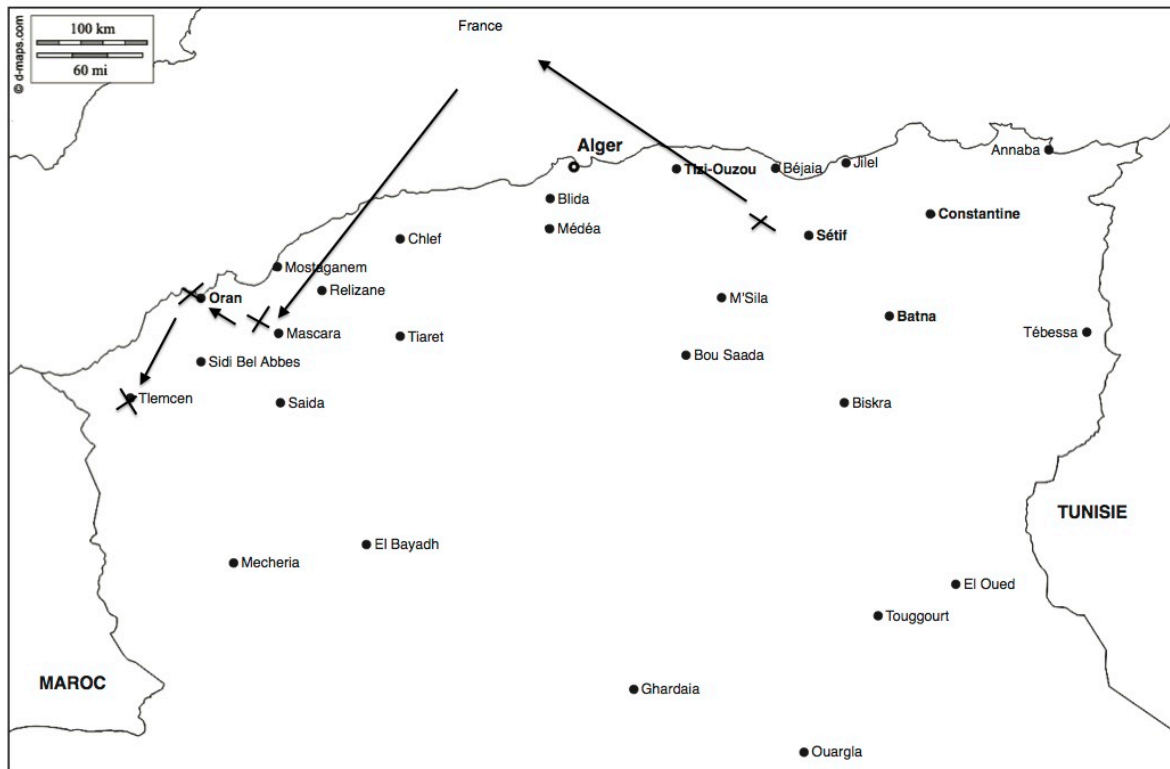 France
100 km
60 mi
© d-maps.com
Alger
Annaba
Jilel
Tizi-Ouzou
Béjaia
Blida
Constantine
Médéa
Sétif
Chlef
Mostaganem
Relizane
Oran
M'Sila
Batna
Mascara
Tiaret
Tébessa
Sidi Bel Abbes
Bou Saada
Tlemcen
Saida
Biskra
TUNISIE
El Bayadh
Mecheria
El Oued
Touggourt
MAROC
Ghardaia
Ouargla